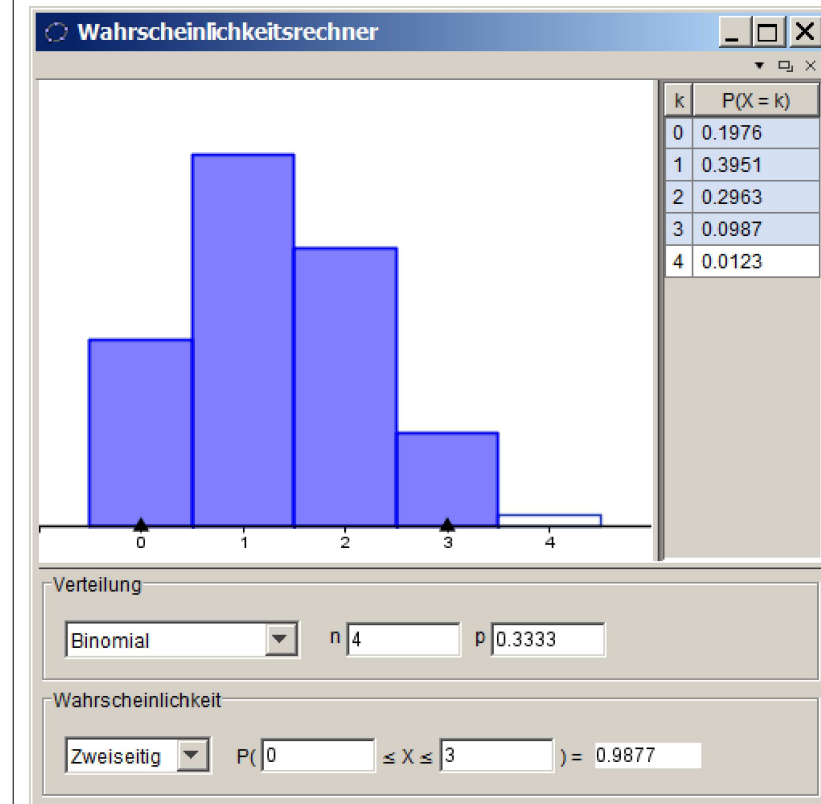 Wahrscheinlichkeitsrechner
k P(X = k)
0 0.1976
1 0.3951
2 0.2963
3 0.0987
4 0.0123
0 1 2 3 4
Verteilung
Binomial n 4 p 0.3333
Wahrscheinlichkeit
Zweiseitig P( 0 ≤ X ≤ 3 ) = 0.9877